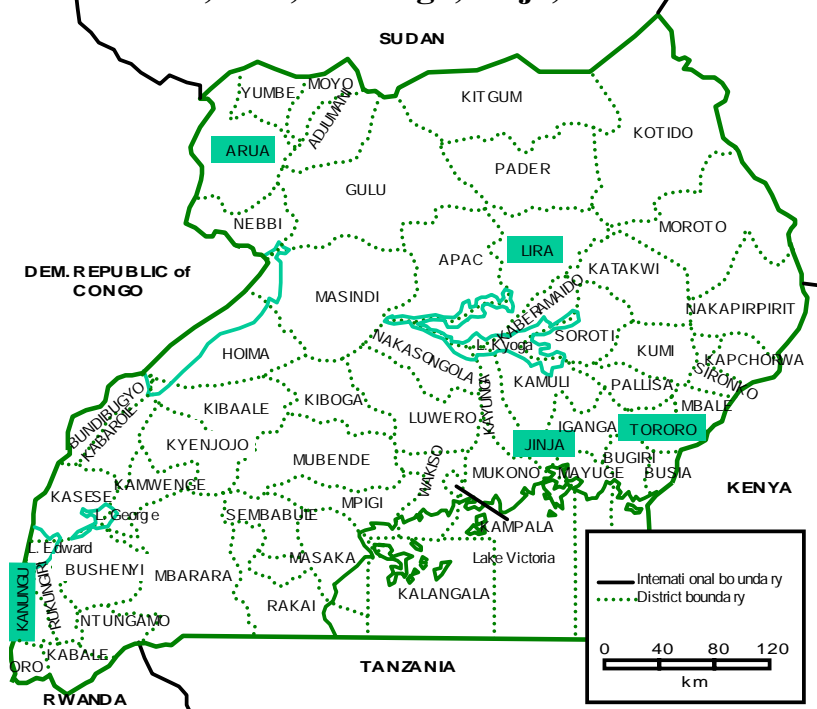 SUDAN
YUMBE
MOYO
ADJUMANI
KITGUM
KOTIDO
ARUA
PADER
GULU
NEBBI
MOROTO
LIRA
APAC
KATAKWI
DEM. REPUBLIC of
CONGO
MASINDI
KABERAMAIDO
NAKAPIRIPIRIT
NAKASONGOLA
L. Kyoga
SOROTI
HOIMA
KUMI
KAPCHORWA
SIRONKO
KAMULI
PALLISA
BUNDIBUGYO
KABAROLE
KIBAALE
KIBOGA
LUWERO
KAYUNGA
MBALE
IGANGA
TORORO
KYENJOJO
JINJA
MUBENDE
WAKISO
MUKONO
MAYUGE
BUGIRI
BUSIA
KASESE
KAMWENGE
KENYA
MPIGI
L. George
SEMBABULE
KAMPALA
L. Edward
MASAKA
Lake Victoria
BUSHENYI
MBARARA
KANUNGU
RUKUNGIRI
KALANGALA
RAKAI
NTUNGAMO
KABALE
ORO
TANZANIA
RWANDA
International boundary
District boundary
0 40 80 120
km